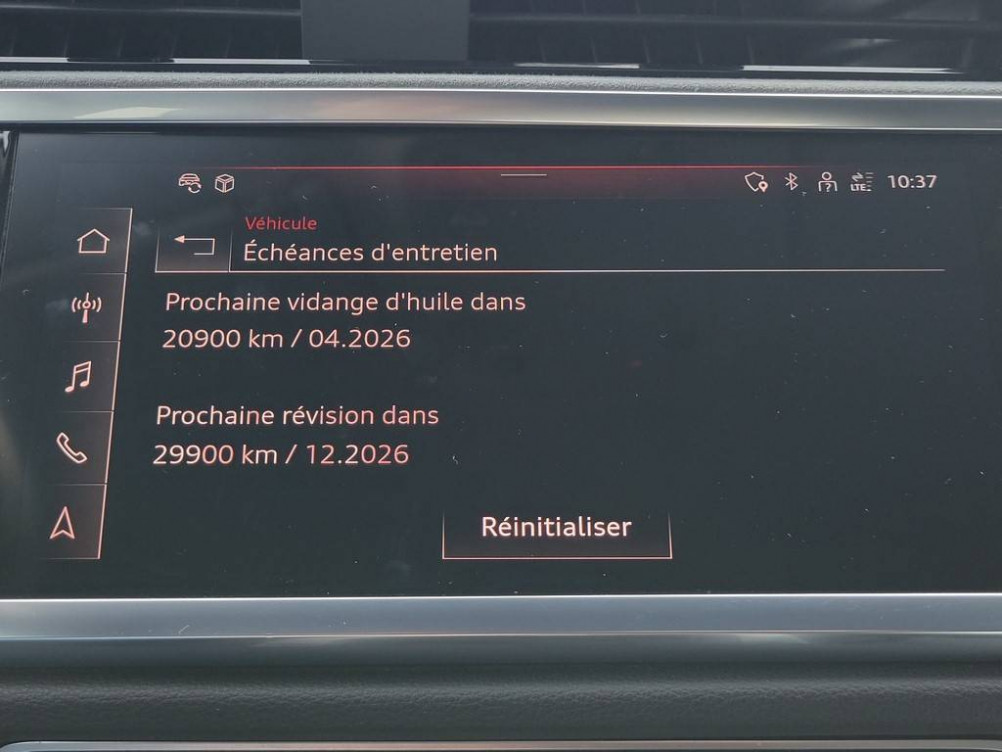 LTE
10:37
Véhicule
Échéances d'entretien
Prochaine vidange d'huile dans
20900 km / 04.2026
Prochaine révision dans
29900 km / 12.2026
Réinitialiser